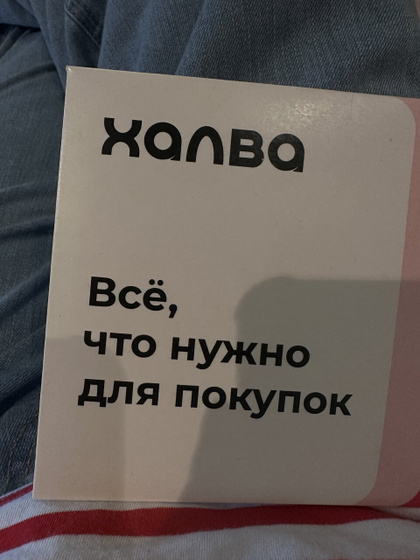 халва
Всё,
что нужно
для покупок